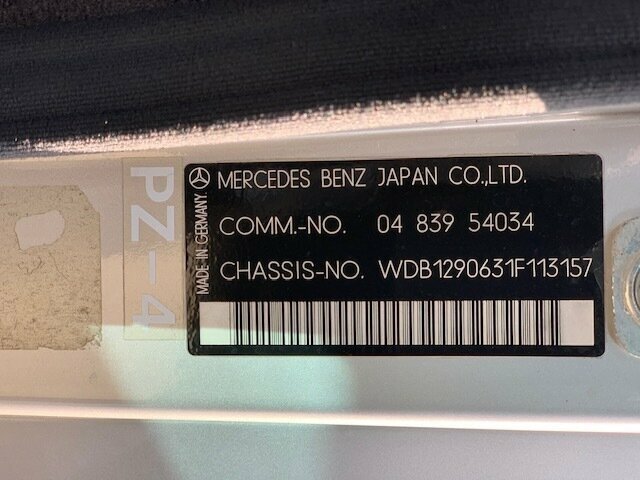 MERCEDES BENZ JAPAN CO.,LTD.
COMM.-NO. 04 839 54034
CHASSIS-NO. WDB1290631F113157
MADE IN GERMANY.
PZ-4